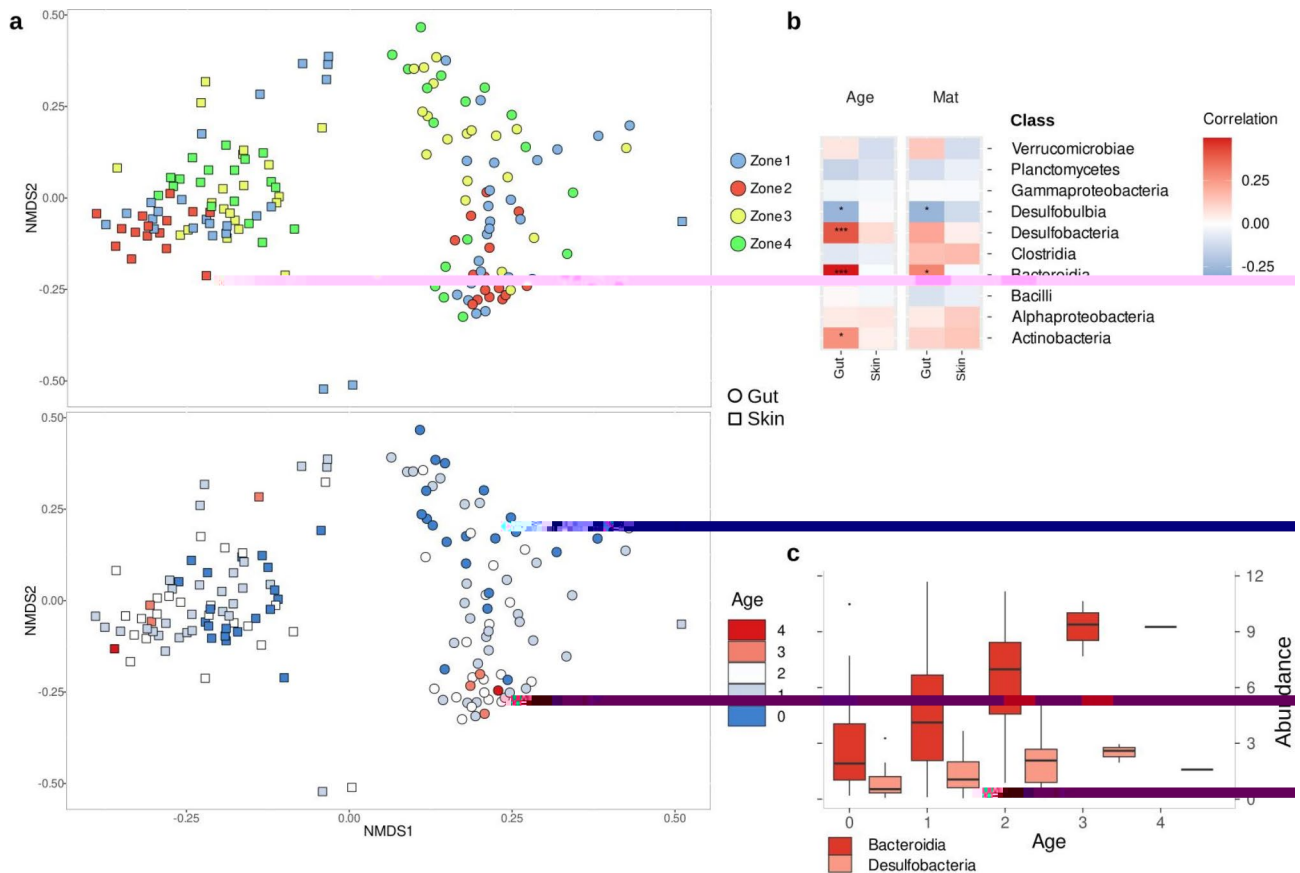 a
b
0.50
0.25
0.00
-0.25
-0.50
NMDS2
Zone 1
Zone 2
Zone 3
Zone 4
Gut
Skin
Age
Mat
Class
Correlation
Verrucomicrobiae
Planctomycetes
Gammaproteobacteria
Desulfobulbia
*
*
Desulfobacteria
***
Clostridia
Bacteroidia
***
*
Bacilli
Alphaproteobacteria
Actinobacteria
*
0.25
0.00
-0.25
Gut
Skin
Gut
Skin
0.50
0.25
0.00
-0.25
-0.50
NMDS2
-0.25
0.00
0.25
0.50
NMDS1
Age
4
3
2
1
0
c
12
9
6
3
0
Abundance
0
1
2
3
4
Age
Bacteroidia
Desulfobacteria